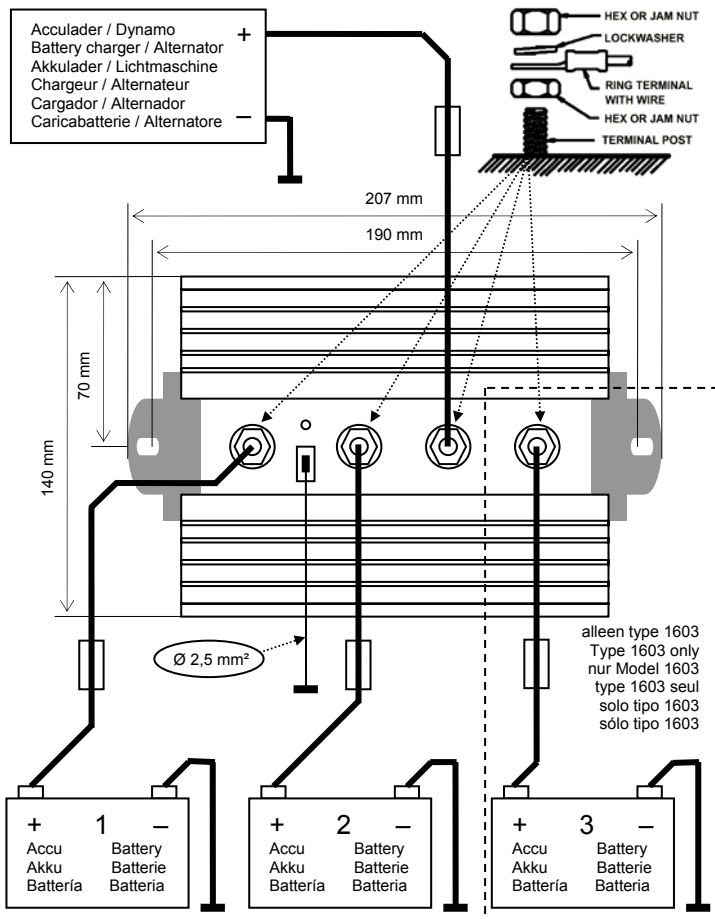 Acculader / Dynamo
Battery charger / Alternator
Akkulader / Lichtmaschine
Chargeur / Alternateur
Cargador / Alternador
Caricabatterie / Alternatore
+
–
HEX OR JAM NUT
LOCKWASHER
RING TERMINAL
WITH WIRE
HEX OR JAM NUT
TERMINAL POST
207 mm
190 mm
70 mm
140 mm
Ø 2,5 mm²
alleen type 1603
Type 1603 only
nur Model 1603
type 1603 seul
solo tipo 1603
sólo tipo 1603
+ 1 –
Accu Battery
Akku Batterie
Batería Batteria
+ 2 –
Accu Battery
Akku Batterie
Batería Batteria
+ 3 –
Accu Battery
Akku Batterie
Batería Batteria